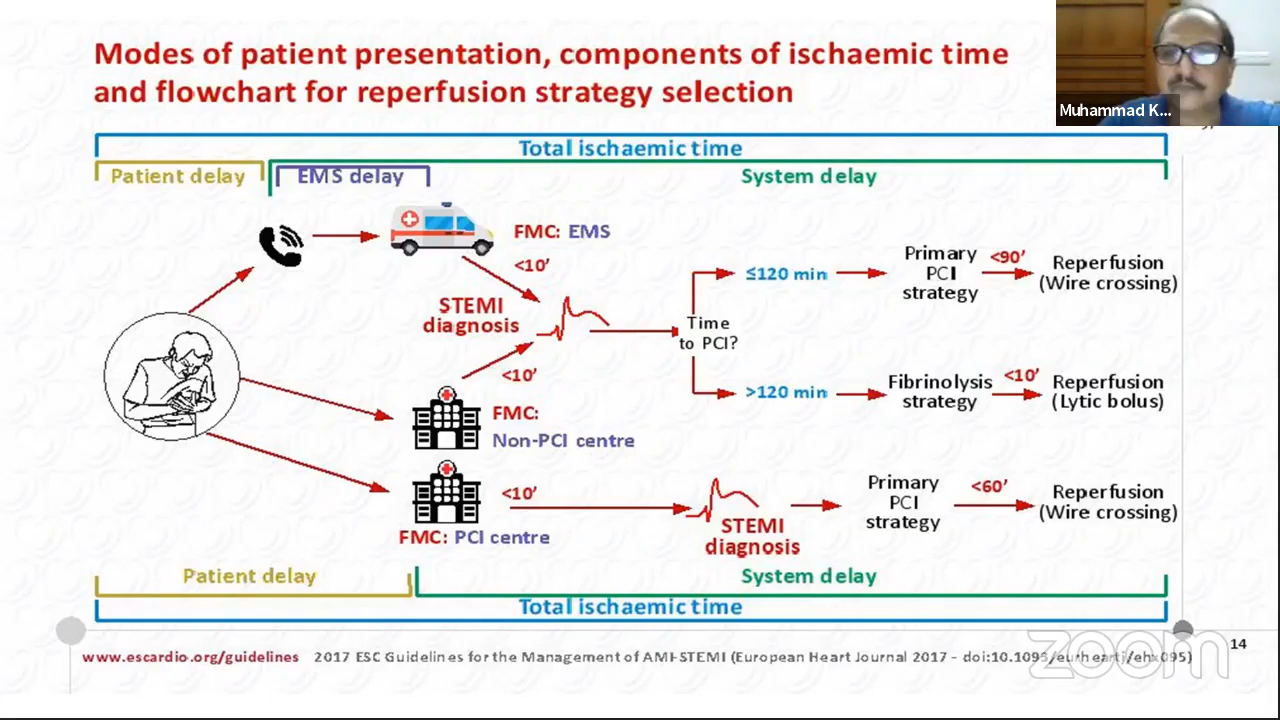 Modes of patient presentation, components of ischaemic time
and flowchart for reperfusion strategy selection
Muhammad K...
Total ischaemic time
Patient delay
EMS delay
System delay
FMC: EMS
<10'
STEMI
diagnosis
Time
to PCI?
≤120 min
Primary
PCI
strategy
<90'
Reperfusion
(Wire crossing)
<10'
FMC:
Non-PCI centre
>120 min
Fibrinolysis
strategy
<10'
Reperfusion
(Lytic bolus)
<10'
FMC: PCI centre
STEMI
diagnosis
Primary
PCI
strategy
<60'
Reperfusion
(Wire crossing)
Patient delay
System delay
Total ischaemic time
zoom
14
www.escardio.org/guidelines 2017 ESC Guidelines for the Management of AMI-STEMI (European Heart Journal 2017 - doi:10.1093/eurheartj/ehx095)